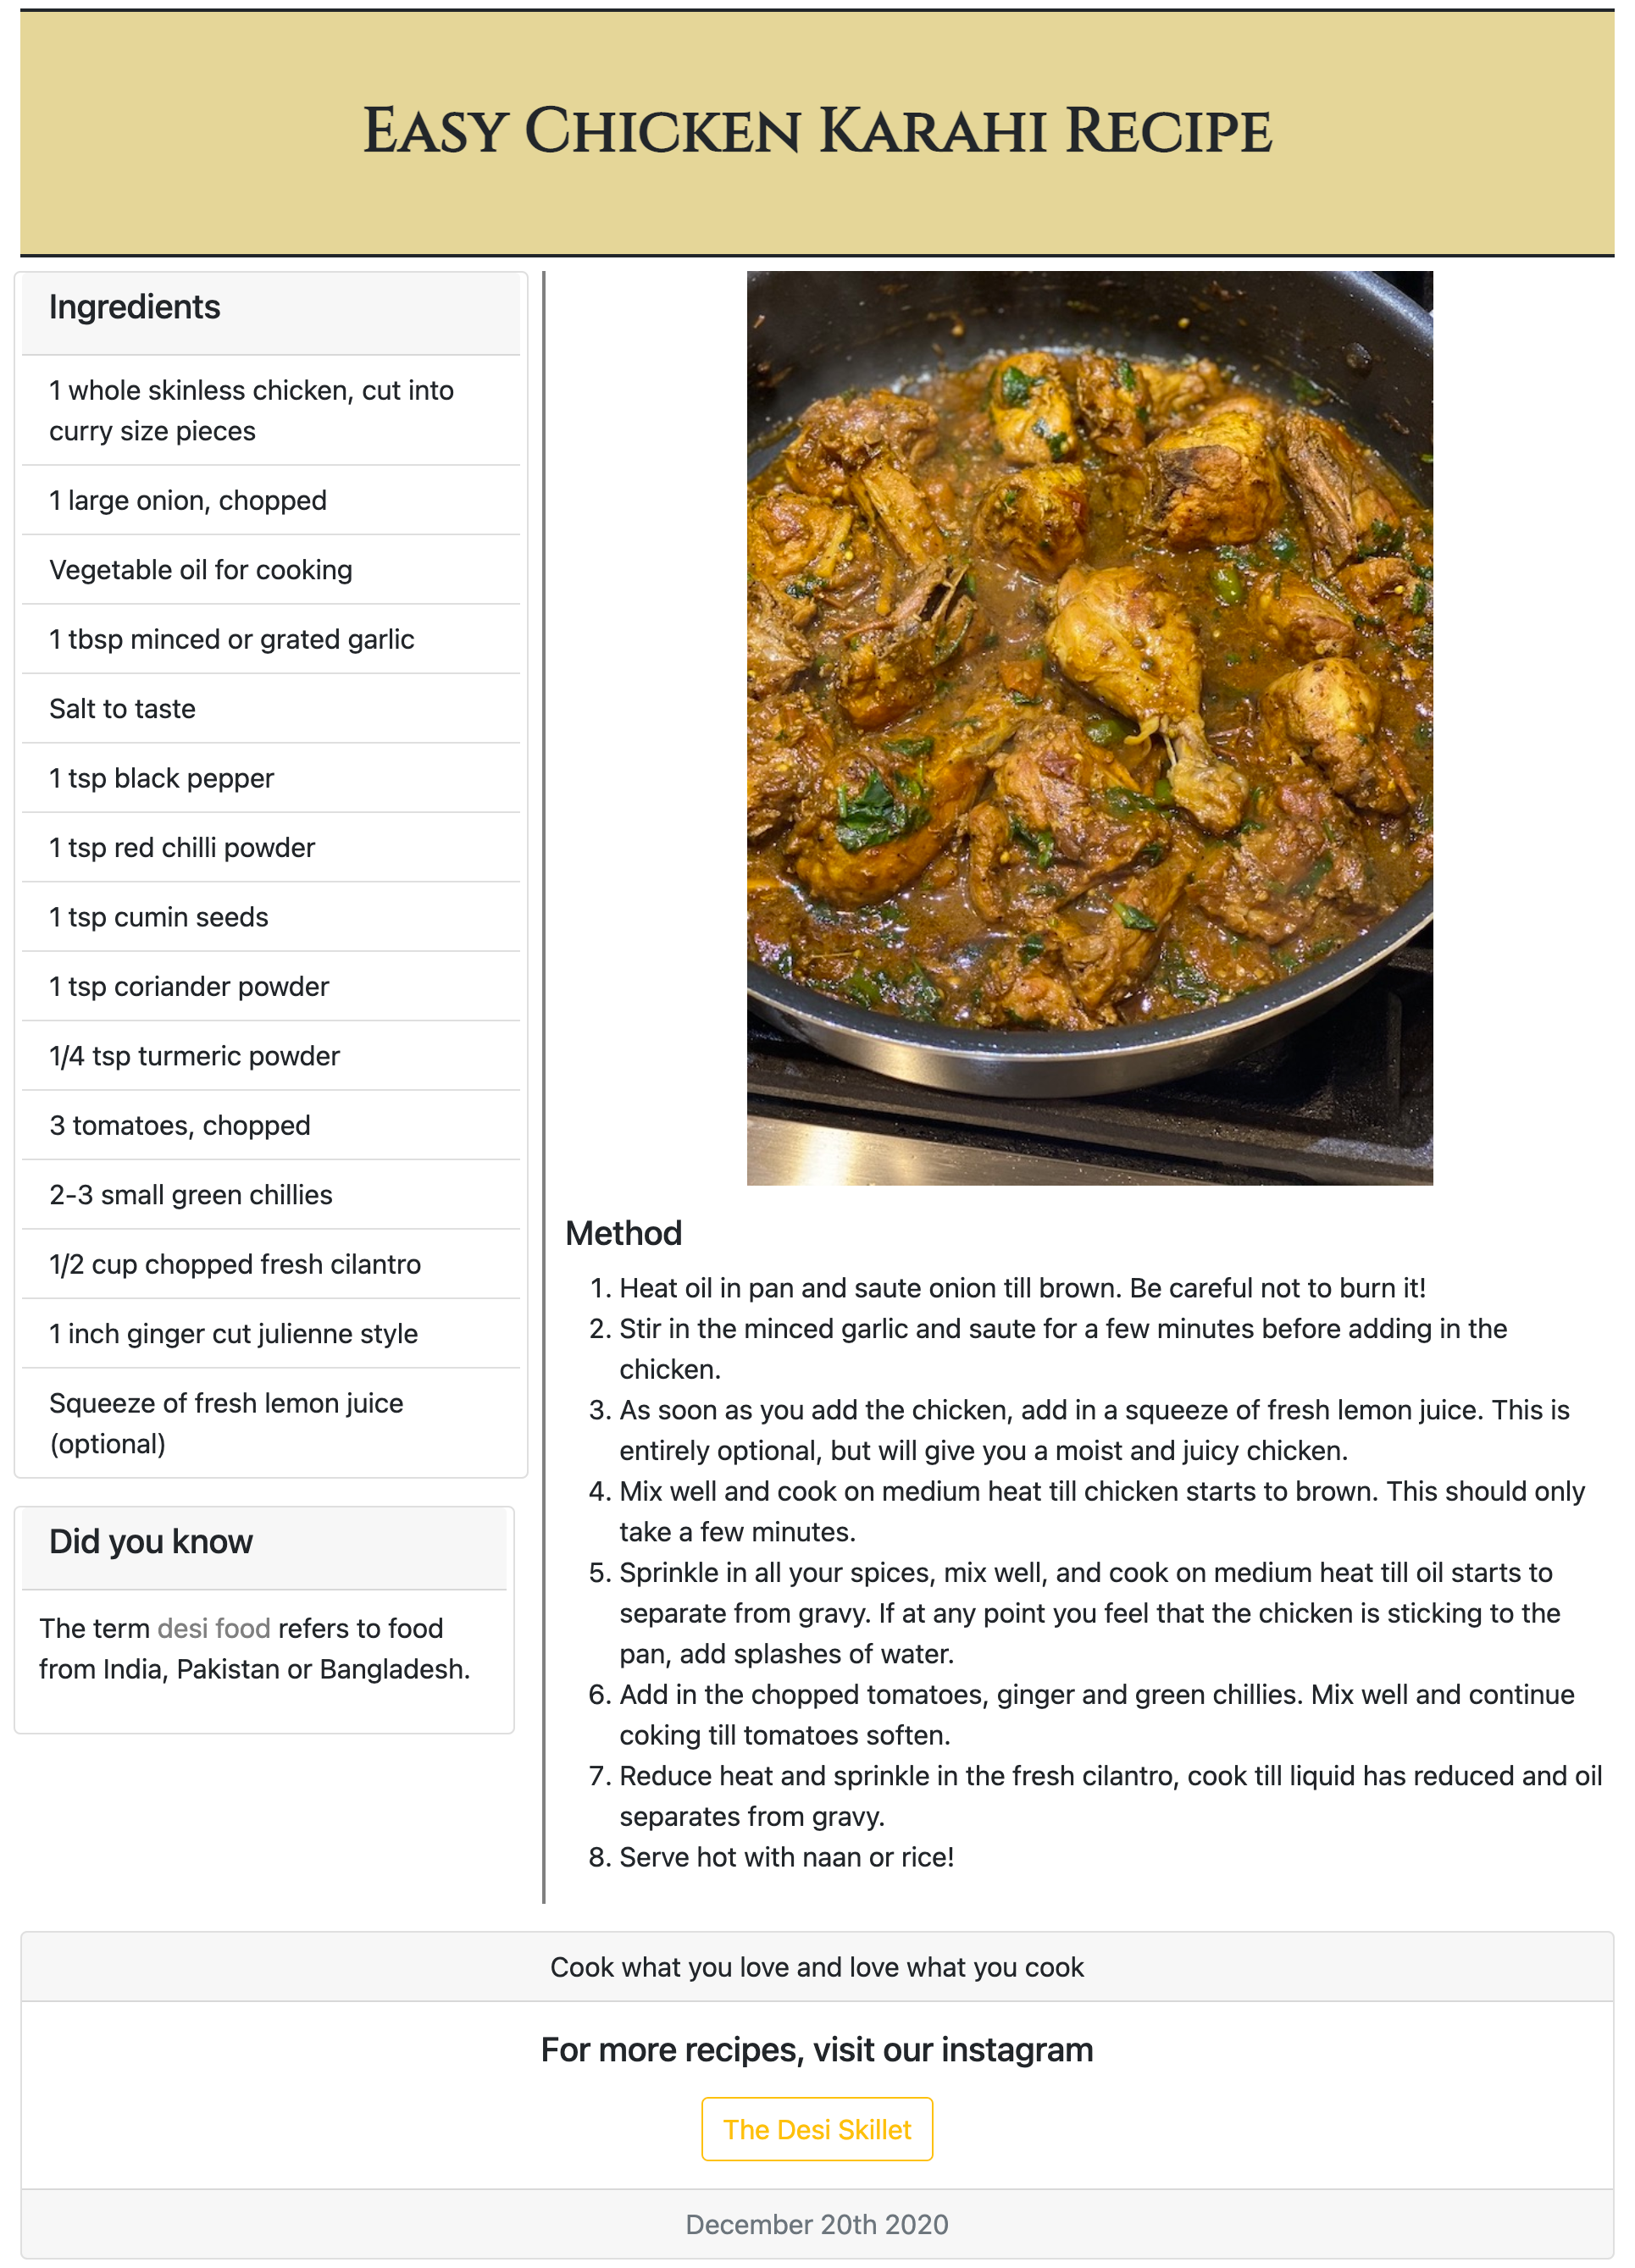 Easy Chicken Karahi Recipe
Ingredients
1 whole skinless chicken, cut into
curry size pieces
1 large onion, chopped
Vegetable oil for cooking
1 tbsp minced or grated garlic
Salt to taste
1 tsp black pepper
1 tsp red chilli powder
1 tsp cumin seeds
1 tsp coriander powder
1/4 tsp turmeric powder
3 tomatoes, chopped
2-3 small green chillies
1/2 cup chopped fresh cilantro
1 inch ginger cut julienne style
Squeeze of fresh lemon juice
(optional)
Did you know
The term desi food refers to food
from India, Pakistan or Bangladesh.
Method
1. Heat oil in pan and saute onion till brown. Be careful not to burn it!
2. Stir in the minced garlic and saute for a few minutes before adding in the
chicken.
3. As soon as you add the chicken, add in a squeeze of fresh lemon juice. This is
entirely optional, but will give you a moist and juicy chicken.
4. Mix well and cook on medium heat till chicken starts to brown. This should only
take a few minutes.
5. Sprinkle in all your spices, mix well, and cook on medium heat till oil starts to
separate from gravy. If at any point you feel that the chicken is sticking to the
pan, add splashes of water.
6. Add in the chopped tomatoes, ginger and green chillies. Mix well and continue
coking till tomatoes soften.
7. Reduce heat and sprinkle in the fresh cilantro, cook till liquid has reduced and oil
separates from gravy.
8. Serve hot with naan or rice!
Cook what you love and love what you cook
For more recipes, visit our instagram
The Desi Skillet
December 20th 2020